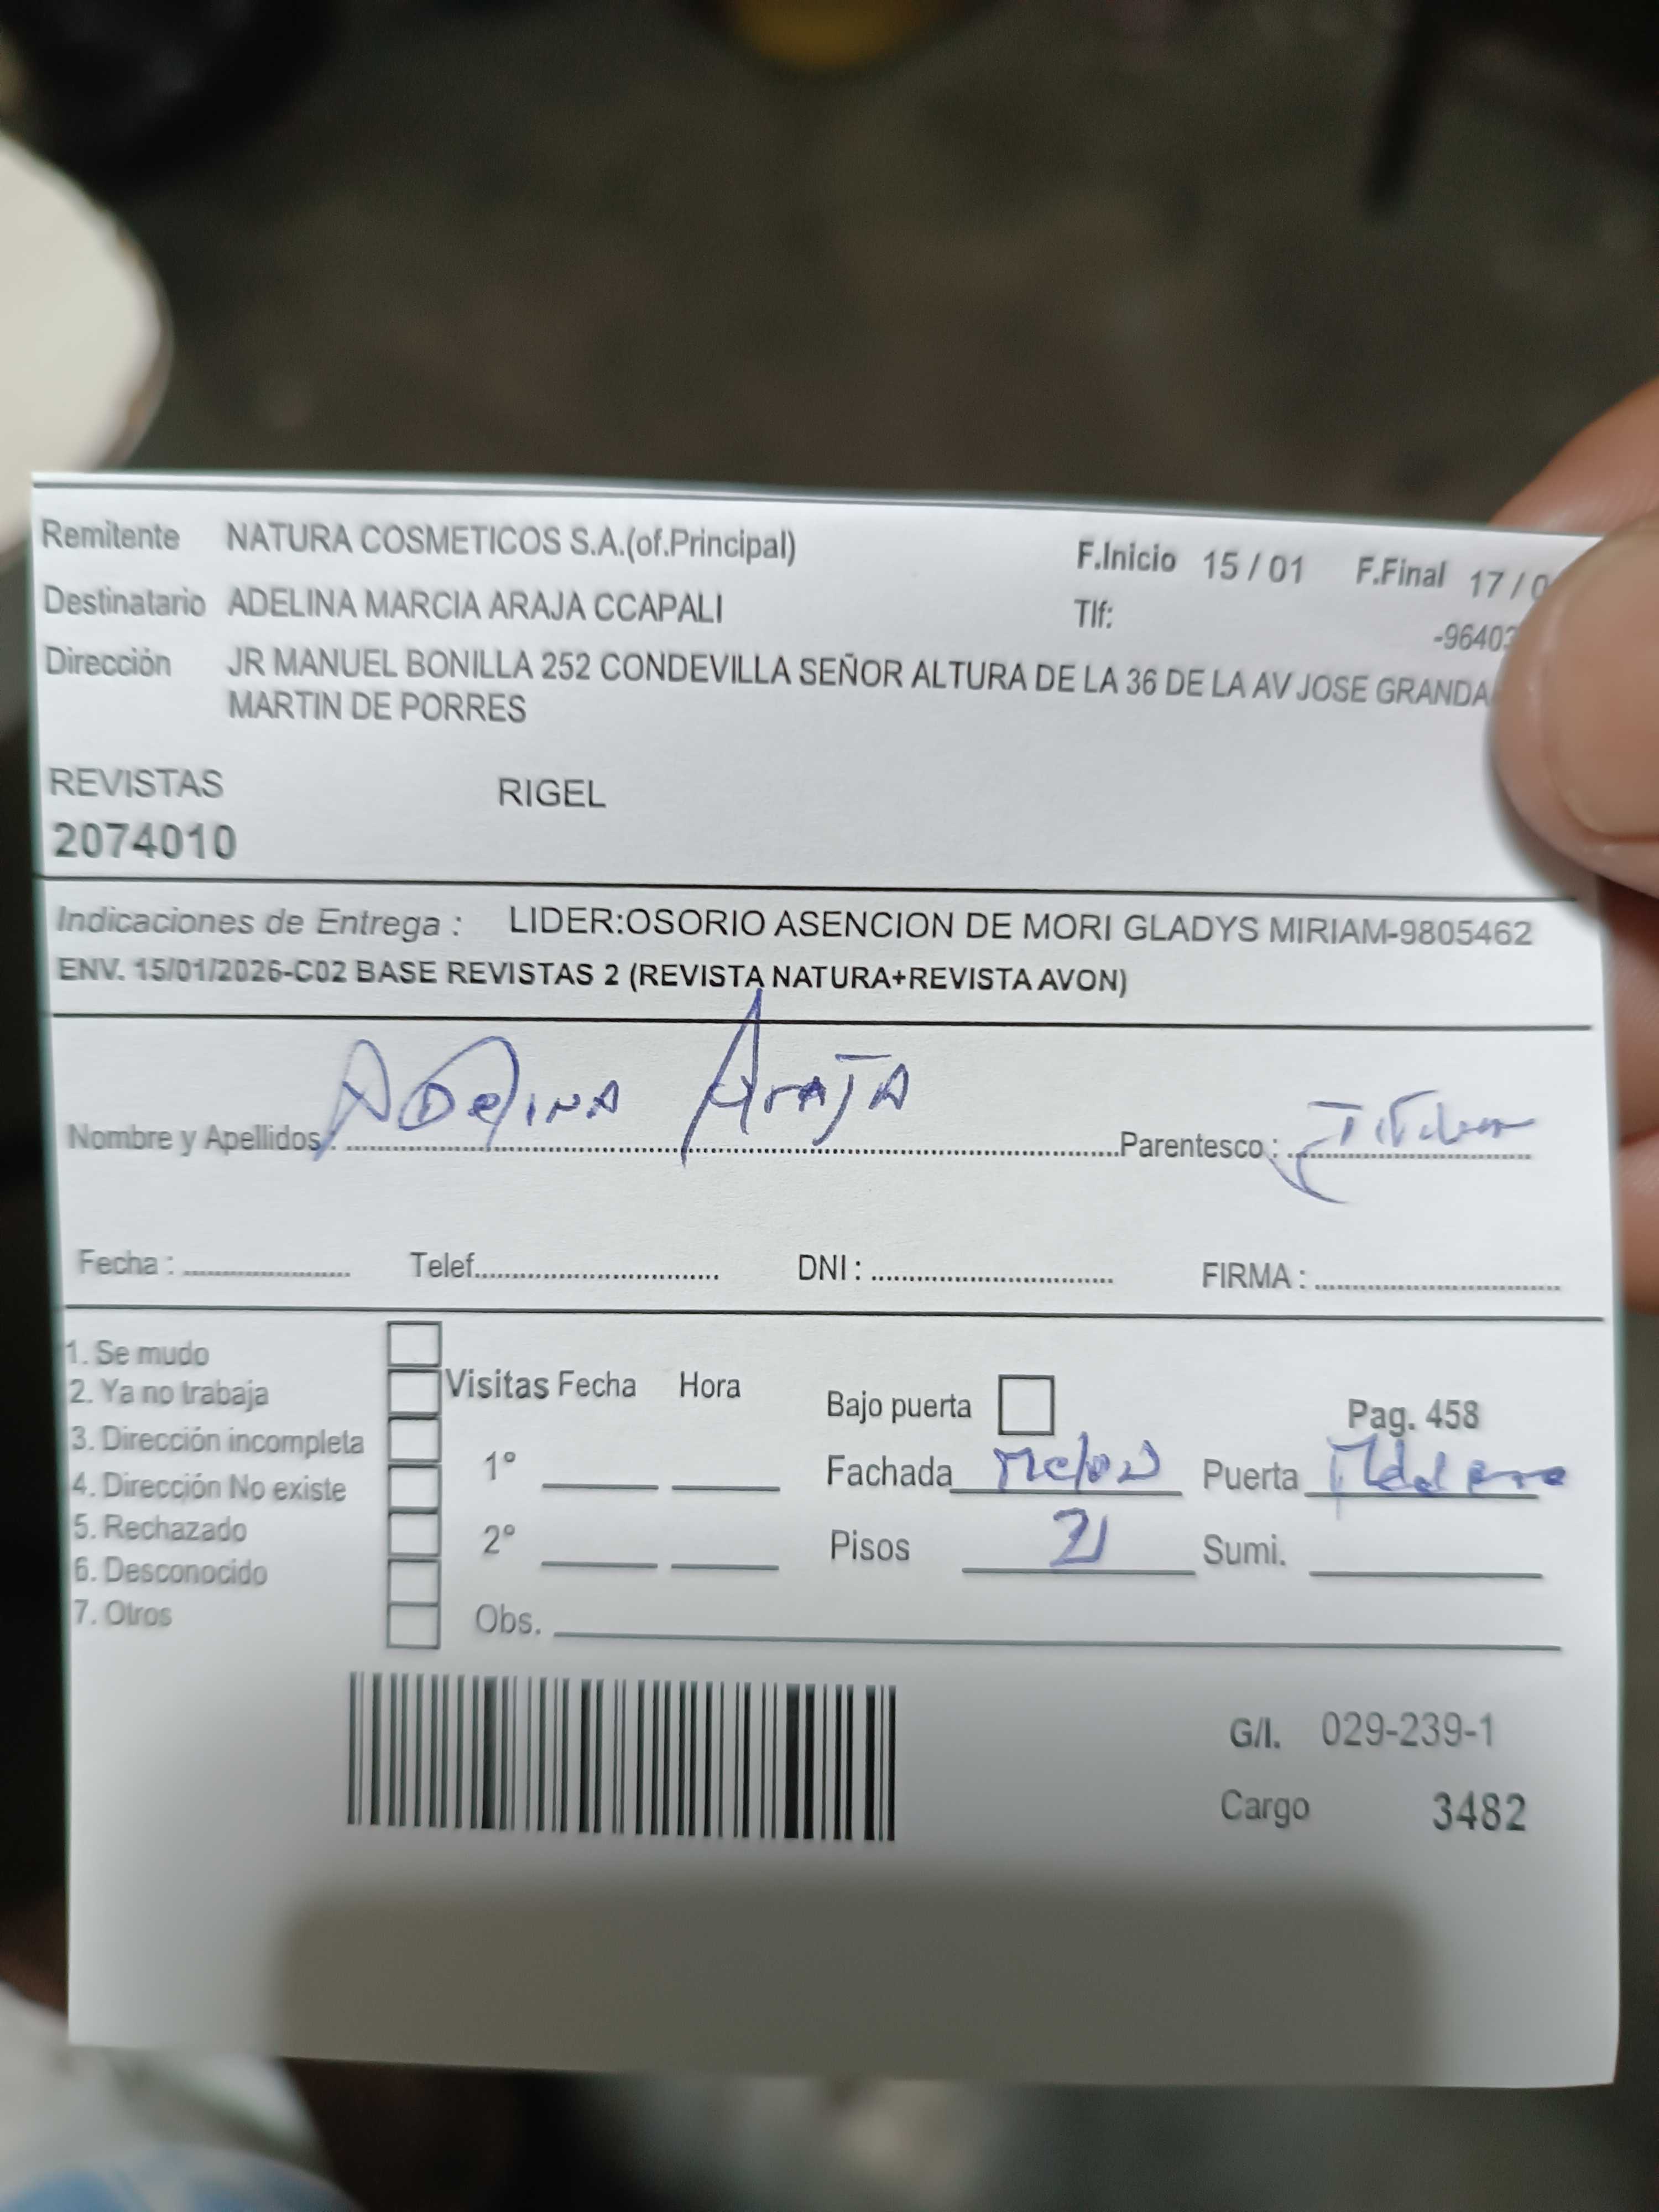 Remitente NATURA COSMETICOS S.A.(of.Principal) F.Inicio 15 / 01 F.Final 17 / 0
Destinatario ADELINA MARCIA ARAJA CCAPALI Tlf: -96403
Dirección JR MANUEL BONILLA 252 CONDEVILLA SEÑOR ALTURA DE LA 36 DE LA AV JOSE GRANDA
MARTIN DE PORRES
REVISTAS RIGEL
2074010
Indicaciones de Entrega : LIDER:OSORIO ASENCION DE MORI GLADYS MIRIAM-9805462
ENV. 15/01/2026-C02 BASE REVISTAS 2 (REVISTA NATURA+REVISTA AVON)
Nombre y Apellidos : ADelINA ArAJA Parentesco :
Fecha : Telef. DNI : FIRMA :
1. Se mudo
2. Ya no trabaja Visitas Fecha Hora Bajo puerta Pag. 458
3. Dirección incompleta 1° Fachada Melon Puerta
4. Dirección No existe
5. Rechazado 2° Pisos Sumi.
6. Desconocido
7. Otros Obs.
G/I. 029-239-1
Cargo 3482